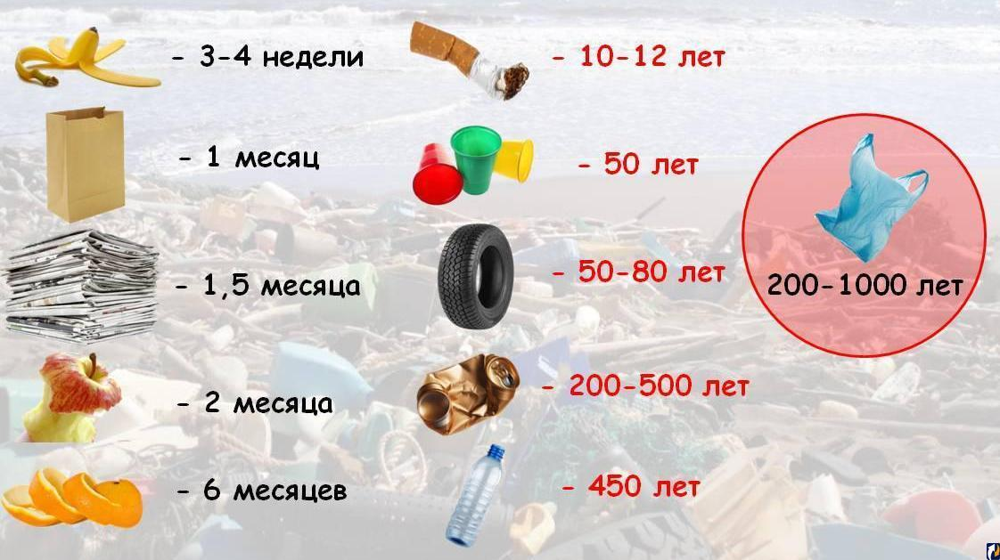 - 3-4 недели
- 1 месяц
- 1,5 месяца
- 2 месяца
- 6 месяцев
- 10-12 лет
- 50 лет
- 50-80 лет
- 200-500 лет
- 450 лет
200-1000 лет